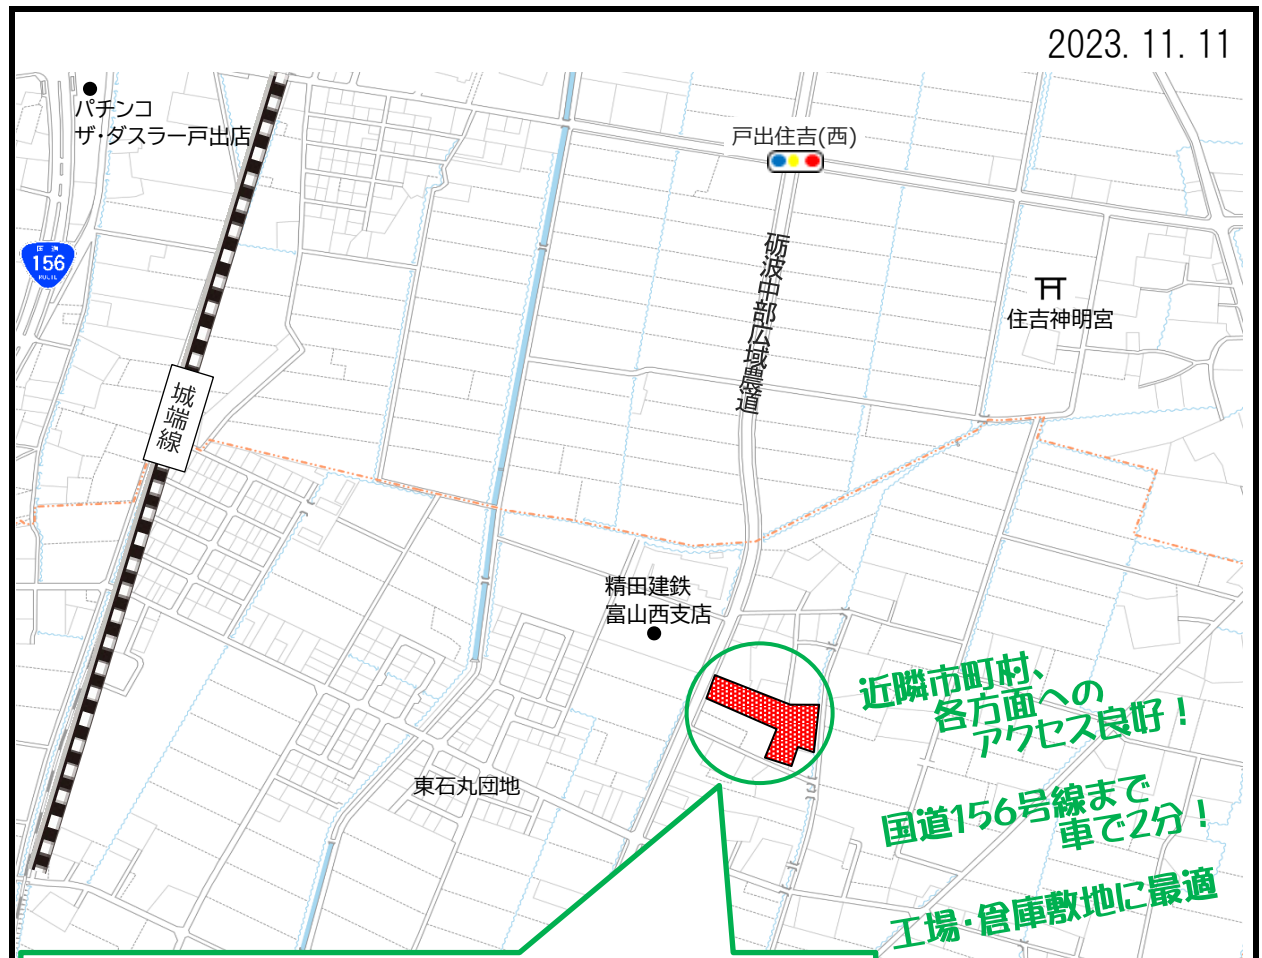 2023.11.11
パチンコ
ザ・ダスラー戸出店
戸出住吉(西)
国道
156
ROUTE
砺波中部広域農道
住吉神明宮
城端線
精田建鉄
富山西支店
近隣市町村、
各方面への
アクセス良好！
東石丸団地
国道156号線まで
車で2分！
工場・倉庫敷地に最適